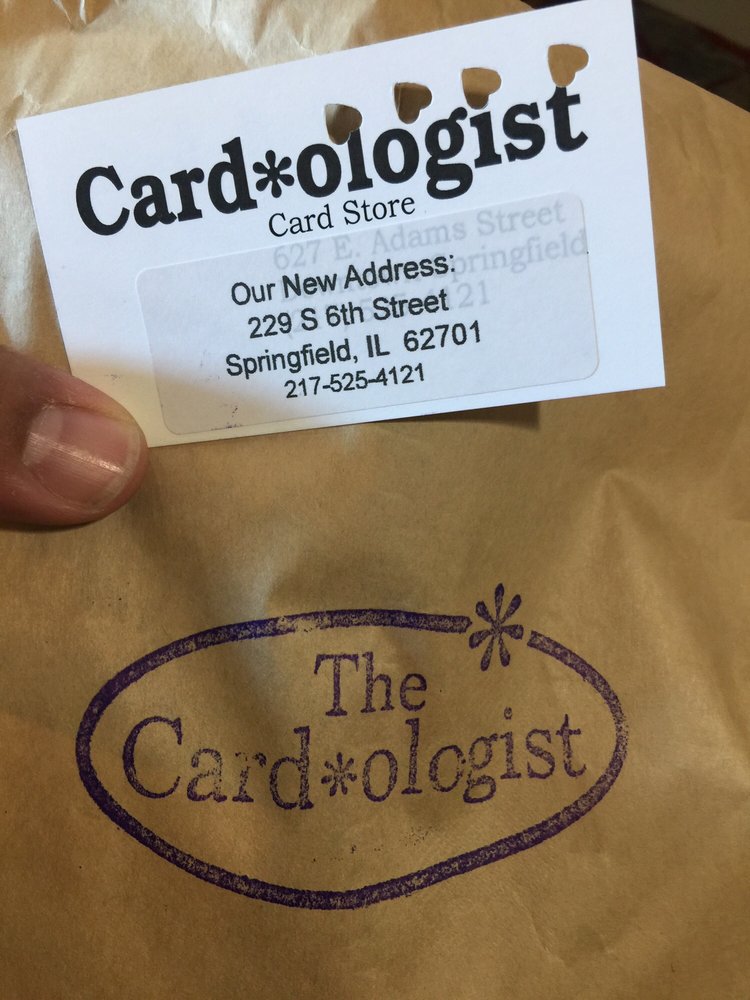 Card*ologist
Card Store
627 E. Adams Street
Springfield
Our New Address:
229 S 6th Street
Springfield, IL 62701
217-525-4121
The
Card*ologist